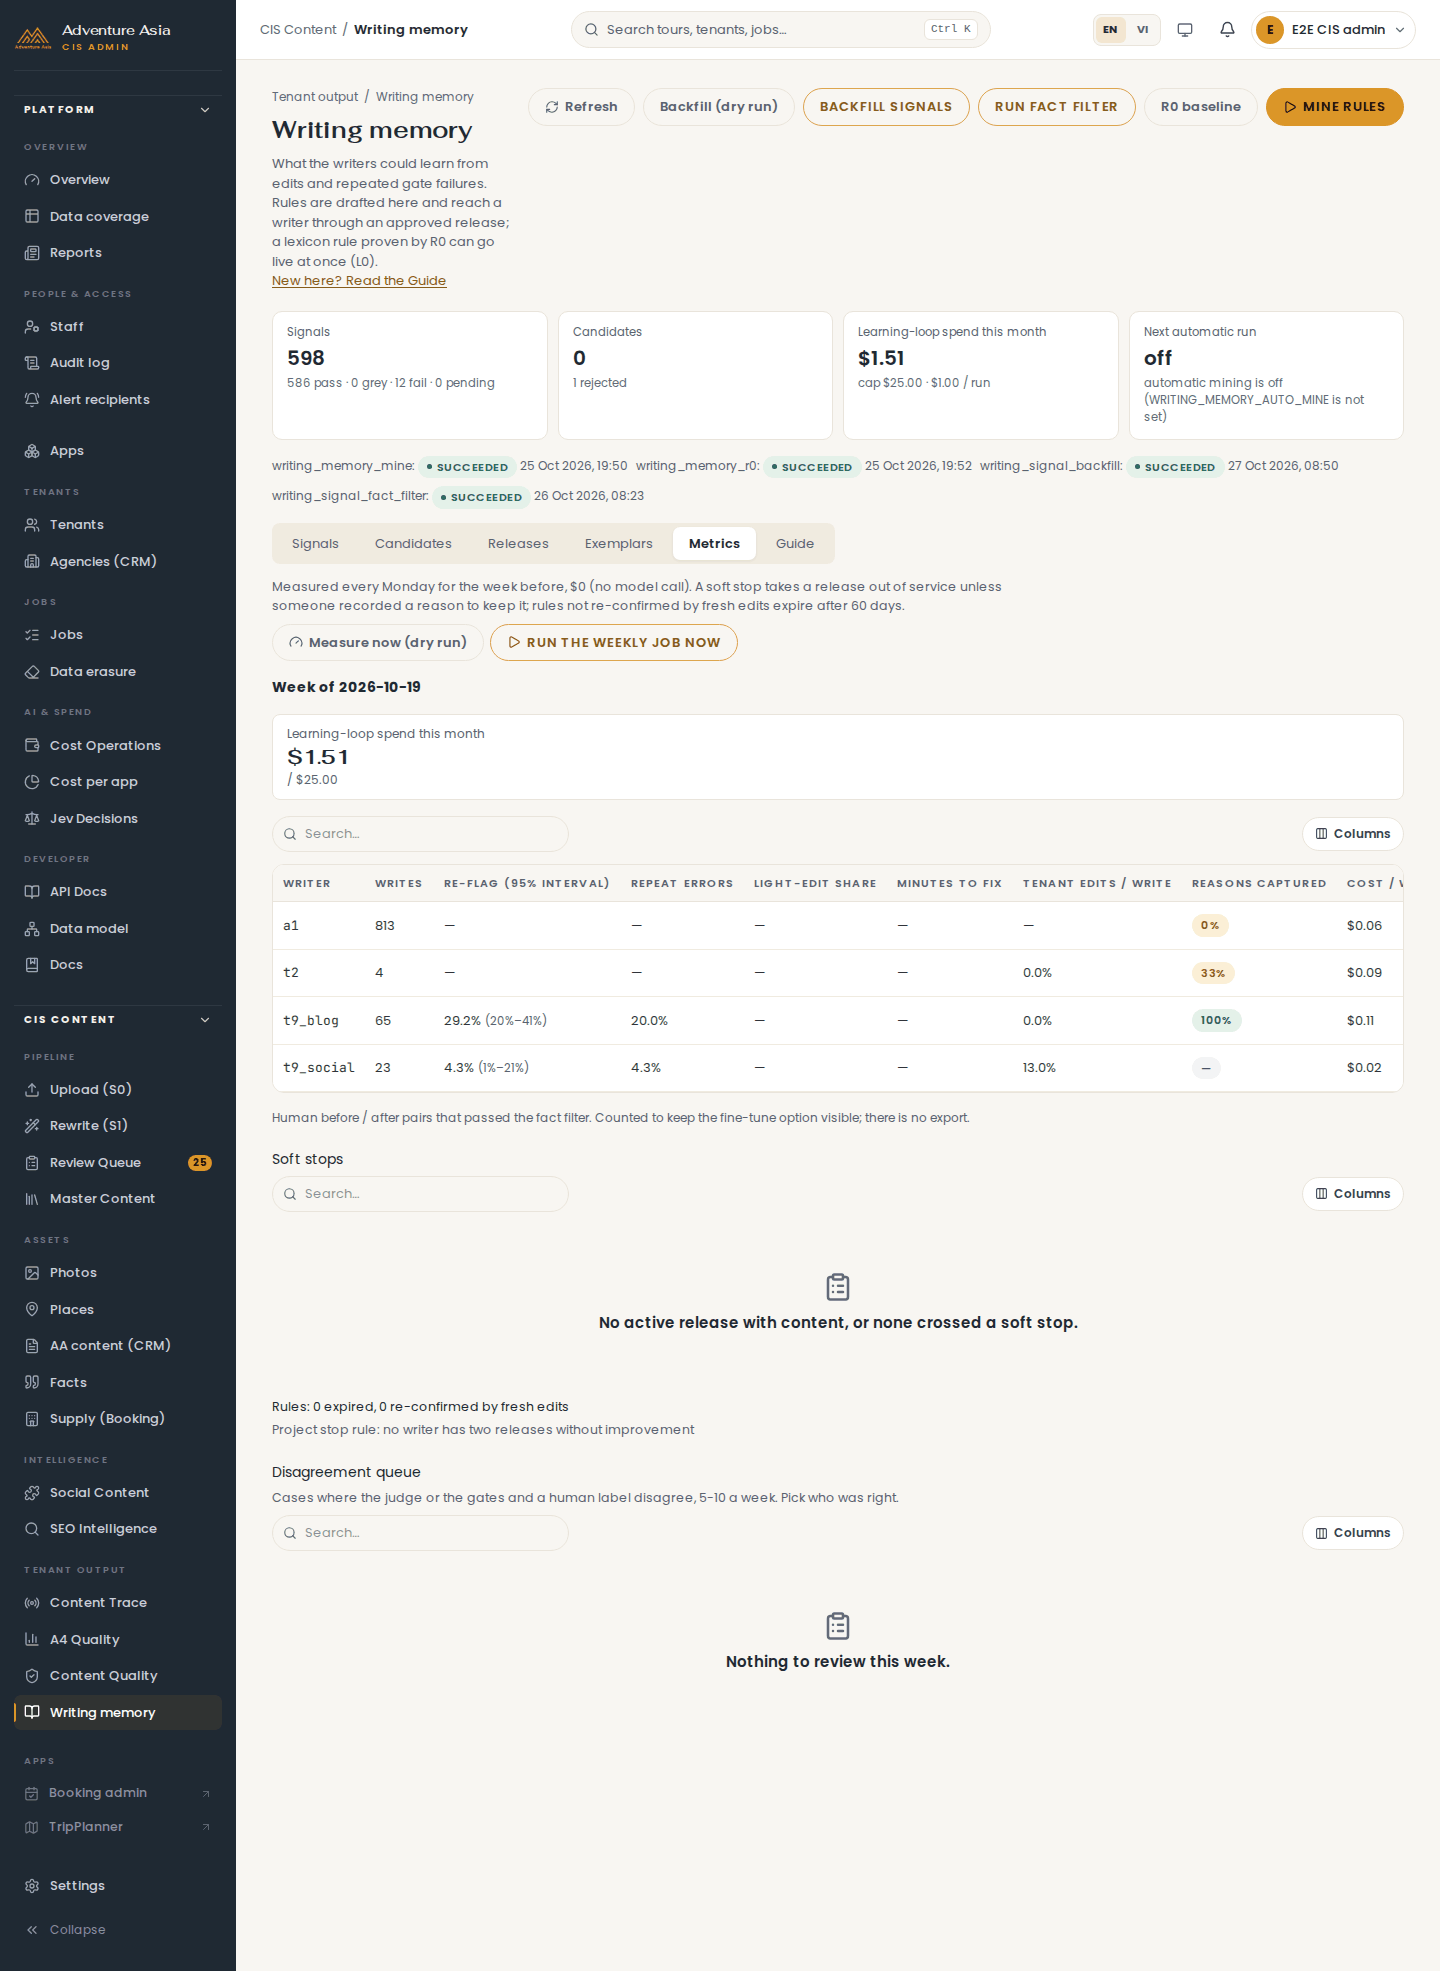 Adventure Asia
CIS ADMIN
PLATFORM
OVERVIEW
Overview
Data coverage
Reports
PEOPLE & ACCESS
Staff
Audit log
Alert recipients
Apps
TENANTS
Tenants
Agencies (CRM)
JOBS
Jobs
Data erasure
AI & SPEND
Cost Operations
Cost per app
Jev Decisions
DEVELOPER
API Docs
Data model
Docs
CIS CONTENT
PIPELINE
Upload (S0)
Rewrite (S1)
Review Queue 25
Master Content
ASSETS
Photos
Places
AA content (CRM)
Facts
Supply (Booking)
INTELLIGENCE
Social Content
SEO Intelligence
TENANT OUTPUT
Content Trace
A4 Quality
Content Quality
Writing memory
APPS
Booking admin
TripPlanner
Settings
Collapse
CIS Content / Writing memory
Search tours, tenants, jobs... Ctrl K
EN VI
E E2E CIS admin
Tenant output / Writing memory
Refresh Backfill (dry run) BACKFILL SIGNALS RUN FACT FILTER R0 baseline MINE RULES
Writing memory
What the writers could learn from
edits and repeated gate failures.
Rules are drafted here and reach a
writer through an approved release;
a lexicon rule proven by R0 can go
live at once (L0).
New here? Read the Guide
Signals
598
586 pass · 0 grey · 12 fail · 0 pending
Candidates
0
1 rejected
Learning-loop spend this month
$1.51
cap $25.00 · $1.00 / run
Next automatic run
off
automatic mining is off
(WRITING_MEMORY_AUTO_MINE is not
set)
writing_memory_mine: SUCCEEDED 25 Oct 2026, 19:50 writing_memory_r0: SUCCEEDED 25 Oct 2026, 19:52 writing_signal_backfill: SUCCEEDED 27 Oct 2026, 08:50
writing_signal_fact_filter: SUCCEEDED 26 Oct 2026, 08:23
Signals Candidates Releases Exemplars Metrics Guide
Measured every Monday for the week before, $0 (no model call). A soft stop takes a release out of service unless
someone recorded a reason to keep it; rules not re-confirmed by fresh edits expire after 60 days.
Measure now (dry run) RUN THE WEEKLY JOB NOW
Week of 2026-10-19
Learning-loop spend this month
$1.51
/ $25.00
Search... Columns
WRITER WRITES RE-FLAG (95% INTERVAL) REPEAT ERRORS LIGHT-EDIT SHARE MINUTES TO FIX TENANT EDITS / WRITE REASONS CAPTURED COST /
a1 813 — — — — — 0% $0.06
t2 4 — — — — 0.0% 33% $0.09
t9_blog 65 29.2% (20%–41%) 20.0% — — 0.0% 100% $0.11
t9_social 23 4.3% (1%–21%) 4.3% — — 13.0% — $0.02
Human before / after pairs that passed the fact filter. Counted to keep the fine-tune option visible; there is no export.
Soft stops
Search... Columns
No active release with content, or none crossed a soft stop.
Rules: 0 expired, 0 re-confirmed by fresh edits
Project stop rule: no writer has two releases without improvement
Disagreement queue
Cases where the judge or the gates and a human label disagree, 5-10 a week. Pick who was right.
Search... Columns
Nothing to review this week.